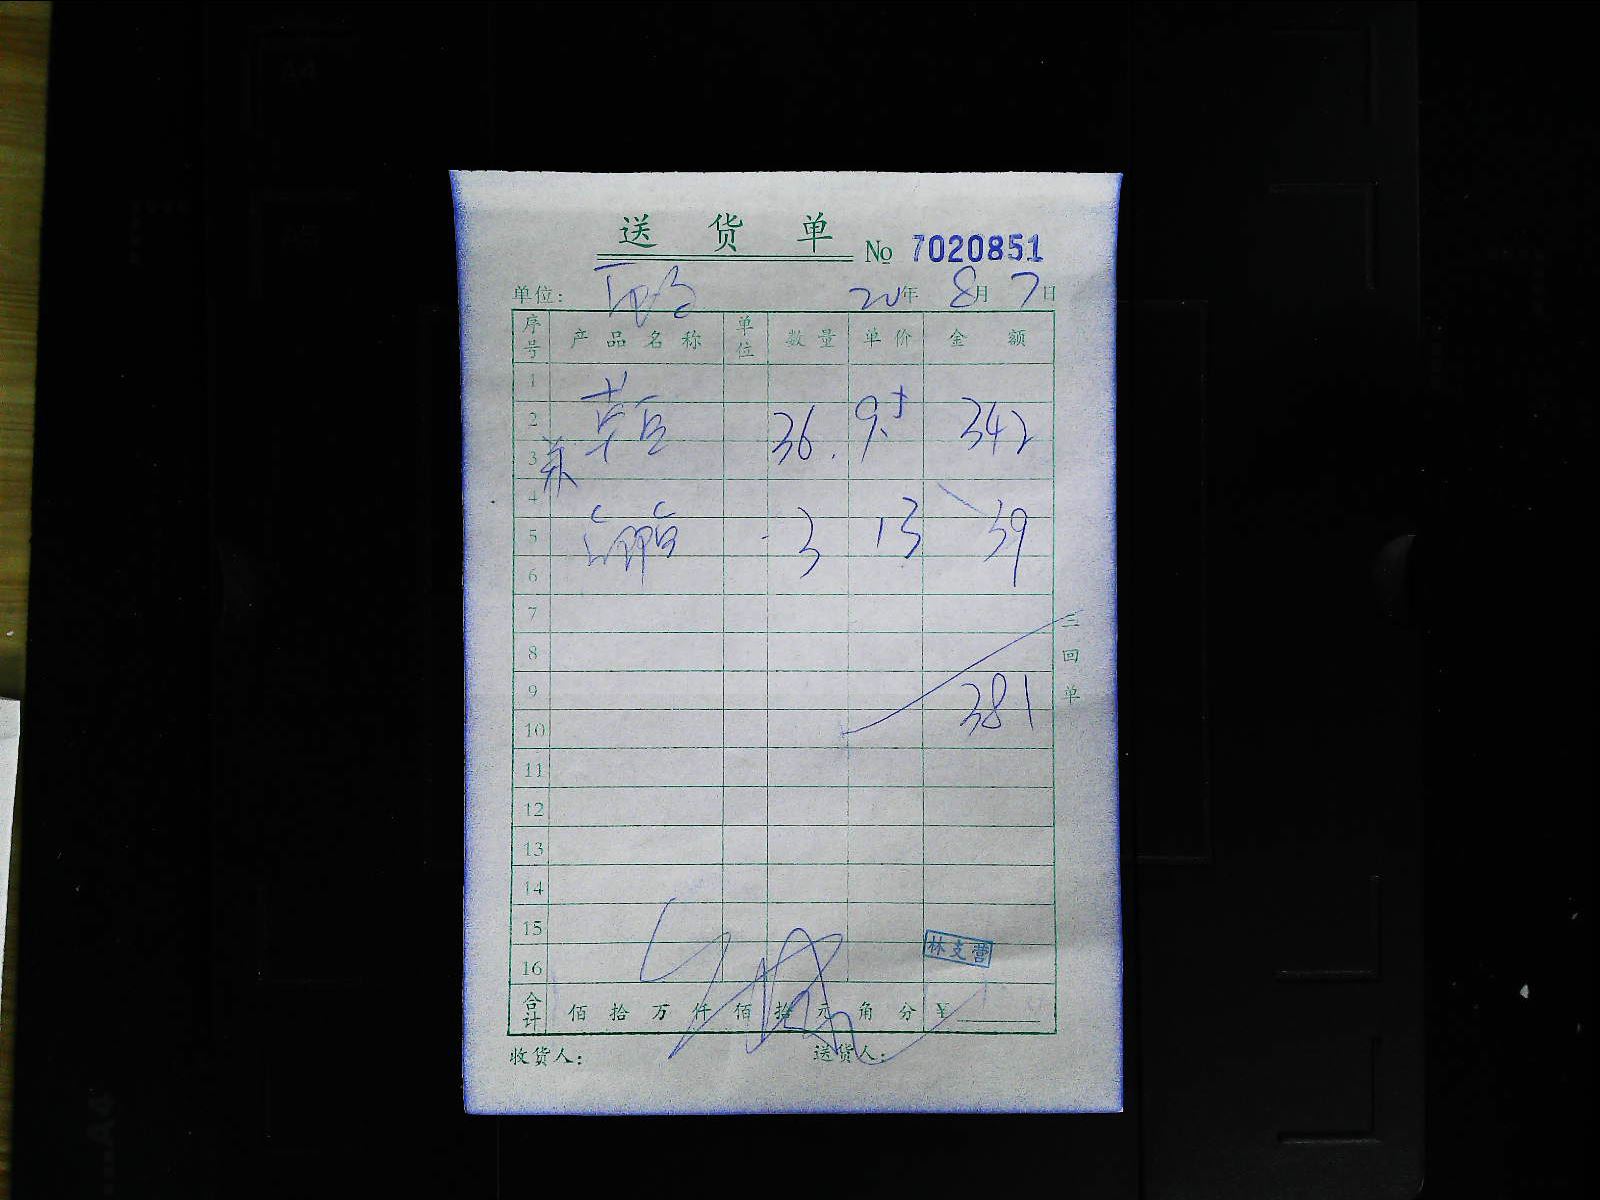 送货单 No 7020851
单位: 20年 8月 7日
序号 产品名称 单位 数量 单价 金额
1
2 草豆 36. 9.5 342
3
4
5 3 13 39
6
7
8
9 381
10
11
12
13
14
15
16
三回单
林支营
合计 佰 拾 万 仟 佰 拾 元 角 分 ¥
收货人: 送货人: